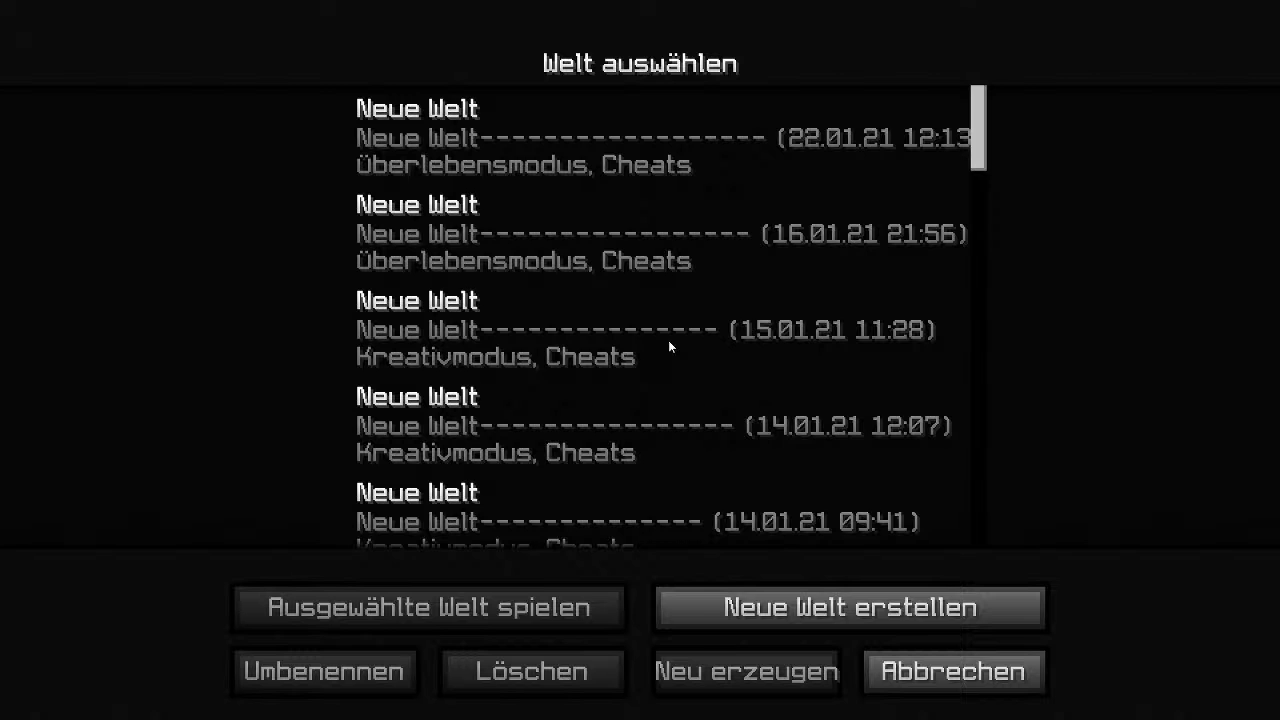 Welt auswählen
Neue Welt
Neue Welt------------------ (22.01.21 12:13
Überlebensmodus, Cheats
Neue Welt
Neue Welt----------------- (16.01.21 21:56)
Überlebensmodus, Cheats
Neue Welt
Neue Welt--------------- (15.01.21 11:28)
Kreativmodus, Cheats
Neue Welt
Neue Welt---------------- (14.01.21 12:07)
Kreativmodus, Cheats
Neue Welt
Neue Welt-------------- (14.01.21 09:41)
Kreativmodus, Cheats
Ausgewählte Welt spielen
Neue Welt erstellen
Umbenennen
Löschen
Neu erzeugen
Abbrechen